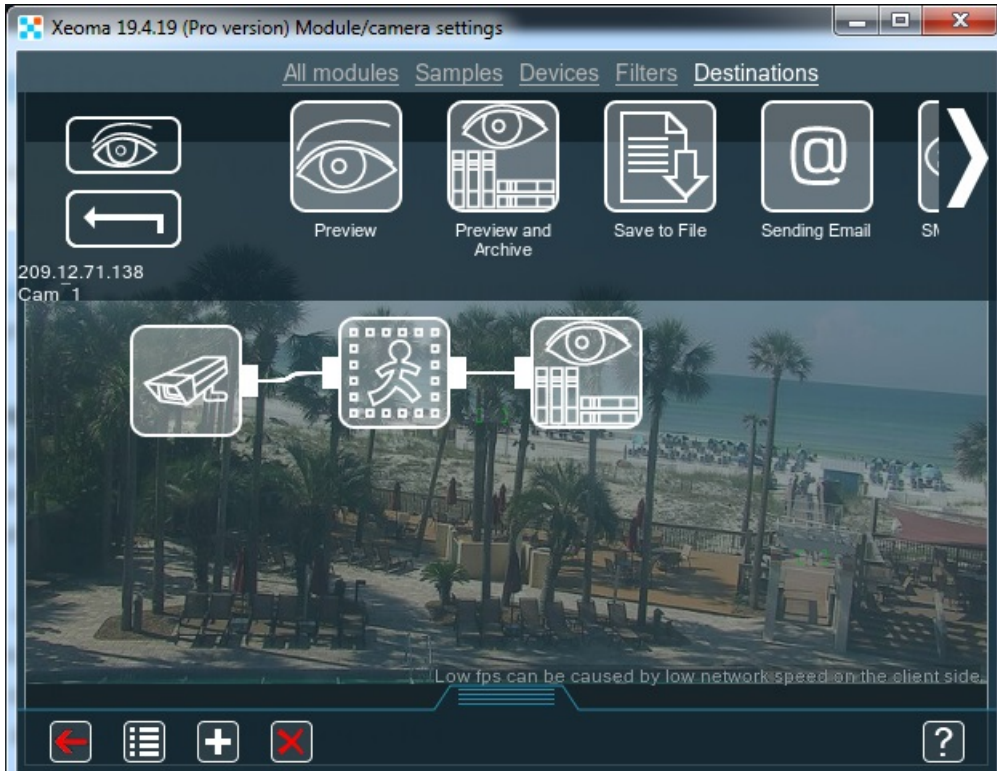 Xeoma 19.4.19 (Pro version) Module/camera settings
All modules Samples Devices Filters Destinations
Preview
Preview and
Archive
Save to File
Sending Email
209.12.71.138
Cam_1
Low fps can be caused by low network speed on the client side.
?